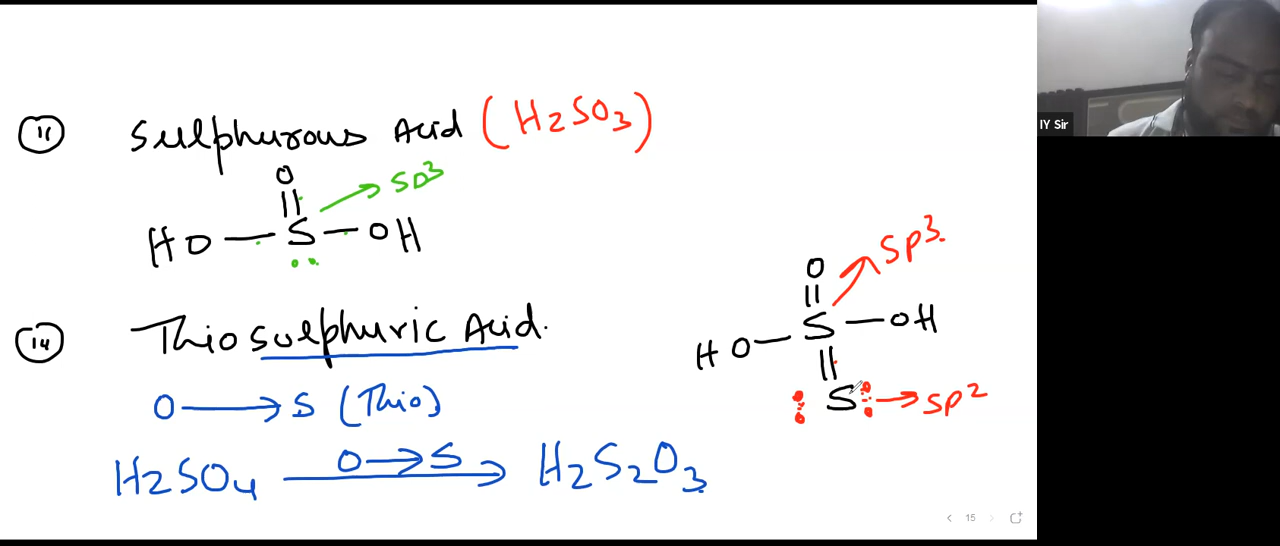 11 Sulphurous Acid (H2SO3)
O
sp3
HO — S — OH
14 Thiosulphuric Acid.
O → S (Thio)
H2SO4 O → S H2S2O3
sp3
O
HO — S — OH
S → sp2
IY Sir
15